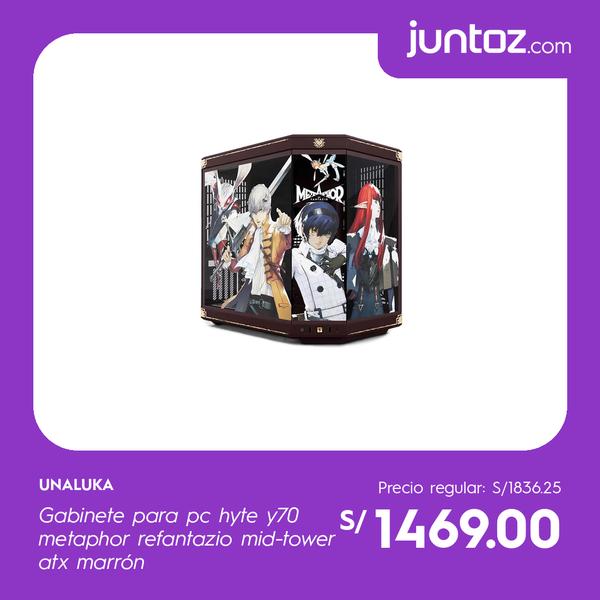 juntoz.com
METAPHOR
REFANTAZIO
UNALUKA
Gabinete para pc hyte y70
metaphor refantazio mid-tower
atx marrón
Precio regular: S/1836.25
S/1469.00